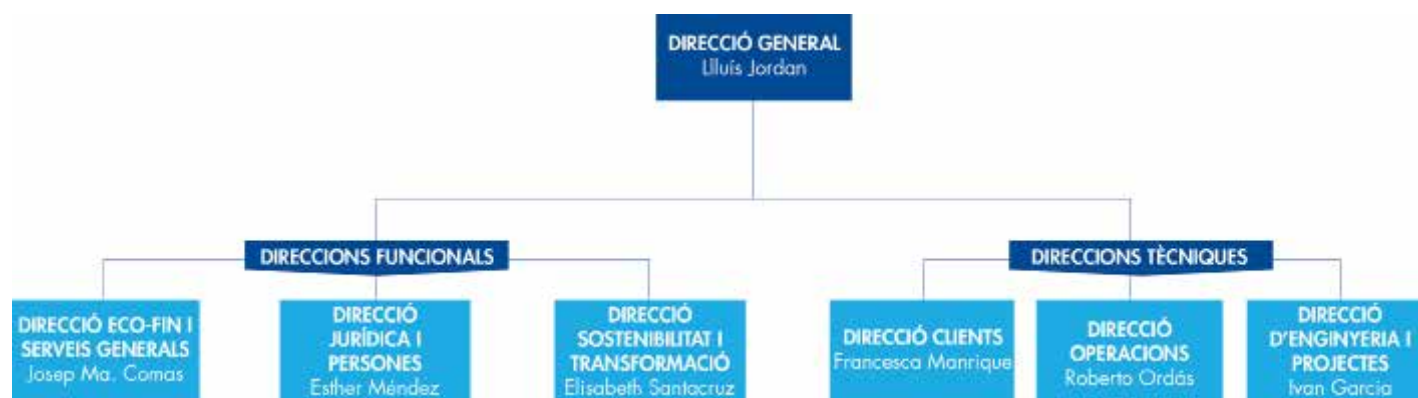 DIRECCIÓ GENERAL
Lluís Jordan
DIRECCIONS FUNCIONALS
DIRECCIONS TÈCNIQUES
DIRECCIÓ ECO-FIN I
SERVEIS GENERALS
Josep Ma. Comas
DIRECCIÓ
JURÍDICA I
PERSONES
Esther Méndez
DIRECCIÓ
SOSTENIBILITAT I
TRANSFORMACIÓ
Elisabeth Santacruz
DIRECCIÓ CLIENTS
Francesca Manrique
DIRECCIÓ
OPERACIONS
Roberto Ordás
DIRECCIÓ
D'ENGINYERIA I
PROJECTES
Ivan Garcia